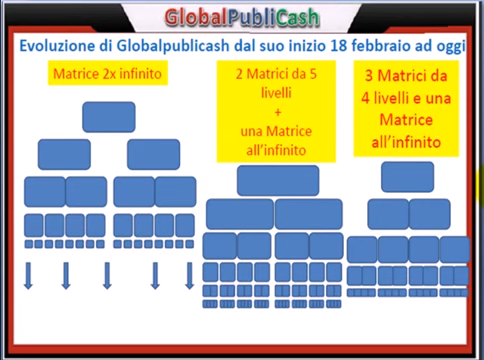 GlobalPubliCash
Evoluzione di Globalpublicash dal suo inizio 18 febbraio ad oggi
Matrice 2x infinito
2 Matrici da 5
livelli
+
una Matrice
all'infinito
3 Matrici da
4 livelli e una
Matrice
all'infinito